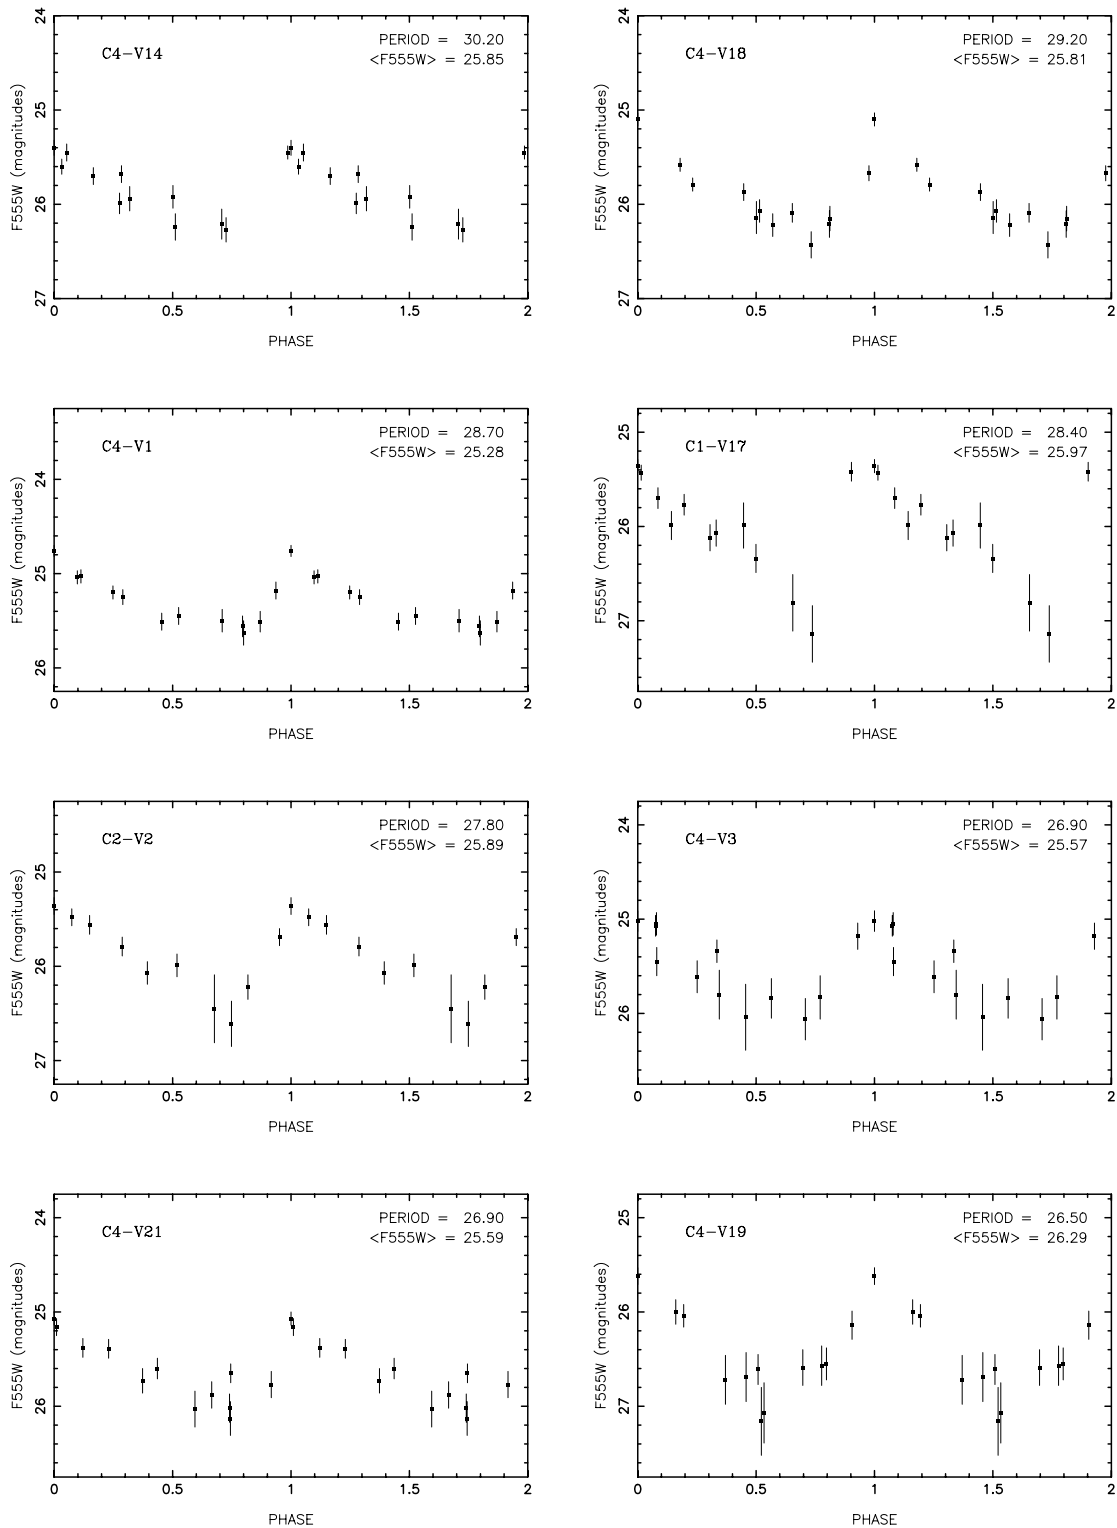 C4-V14
PERIOD = 30.20
<F555W> = 25.85
F555W (magnitudes)
24
25
26
27
0 0.5 1 1.5 2
PHASE
C4-V18
PERIOD = 29.20
<F555W> = 25.81
F555W (magnitudes)
24
25
26
27
0 0.5 1 1.5 2
PHASE
C4-V1
PERIOD = 28.70
<F555W> = 25.28
F555W (magnitudes)
24
25
26
0 0.5 1 1.5 2
PHASE
C1-V17
PERIOD = 28.40
<F555W> = 25.97
F555W (magnitudes)
25
26
27
0 0.5 1 1.5 2
PHASE
C2-V2
PERIOD = 27.80
<F555W> = 25.89
F555W (magnitudes)
25
26
27
0 0.5 1 1.5 2
PHASE
C4-V3
PERIOD = 26.90
<F555W> = 25.57
F555W (magnitudes)
24
25
26
0 0.5 1 1.5 2
PHASE
C4-V21
PERIOD = 26.90
<F555W> = 25.59
F555W (magnitudes)
24
25
26
0 0.5 1 1.5 2
PHASE
C4-V19
PERIOD = 26.50
<F555W> = 26.29
F555W (magnitudes)
25
26
27
0 0.5 1 1.5 2
PHASE